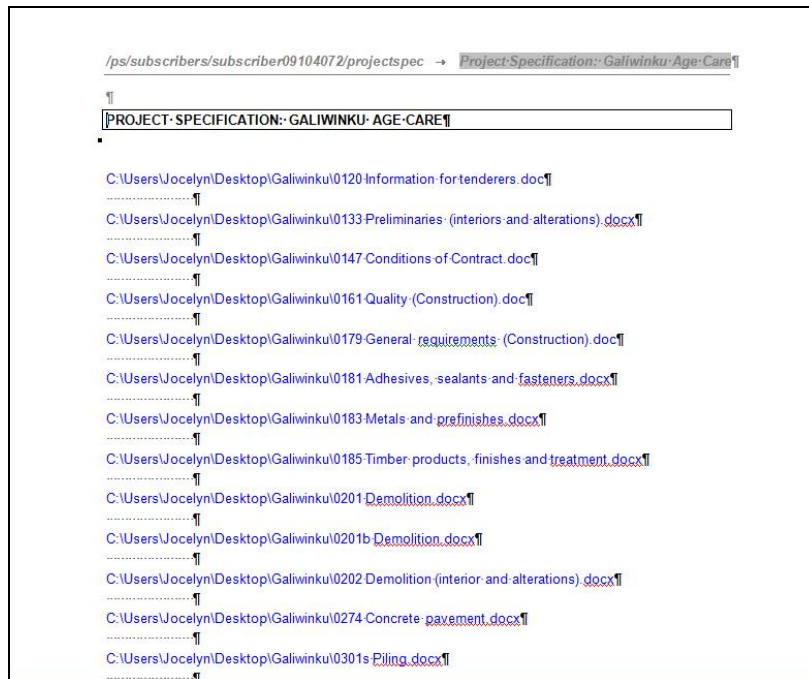 /ps/subscribers/subscriber09104072/projectspec → Project·Specification:·Galiwinku·Age·Care¶
¶
PROJECT·SPECIFICATION:·GALIWINKU·AGE·CARE¶
C:\Users\Jocelyn\Desktop\Galiwinku\0120·Information·for·tenderers.doc¶
·······················¶
C:\Users\Jocelyn\Desktop\Galiwinku\0133·Preliminaries·(interiors·and·alterations).docx¶
·······················¶
C:\Users\Jocelyn\Desktop\Galiwinku\0147·Conditions·of·Contract.doc¶
·······················¶
C:\Users\Jocelyn\Desktop\Galiwinku\0161·Quality·(Construction).doc¶
·······················¶
C:\Users\Jocelyn\Desktop\Galiwinku\0179·General·requirements·(Construction).doc¶
·······················¶
C:\Users\Jocelyn\Desktop\Galiwinku\0181·Adhesives,·sealants·and·fasteners.docx¶
·······················¶
C:\Users\Jocelyn\Desktop\Galiwinku\0183·Metals·and·prefinishes.docx¶
·······················¶
C:\Users\Jocelyn\Desktop\Galiwinku\0185·Timber·products,·finishes·and·treatment.docx¶
·······················¶
C:\Users\Jocelyn\Desktop\Galiwinku\0201·Demolition.docx¶
·······················¶
C:\Users\Jocelyn\Desktop\Galiwinku\0201b·Demolition.docx¶
·······················¶
C:\Users\Jocelyn\Desktop\Galiwinku\0202·Demolition·(interior·and·alterations).docx¶
·······················¶
C:\Users\Jocelyn\Desktop\Galiwinku\0274·Concrete·pavement.docx¶
·······················¶
C:\Users\Jocelyn\Desktop\Galiwinku\0301s·Piling.docx¶
·······················¶